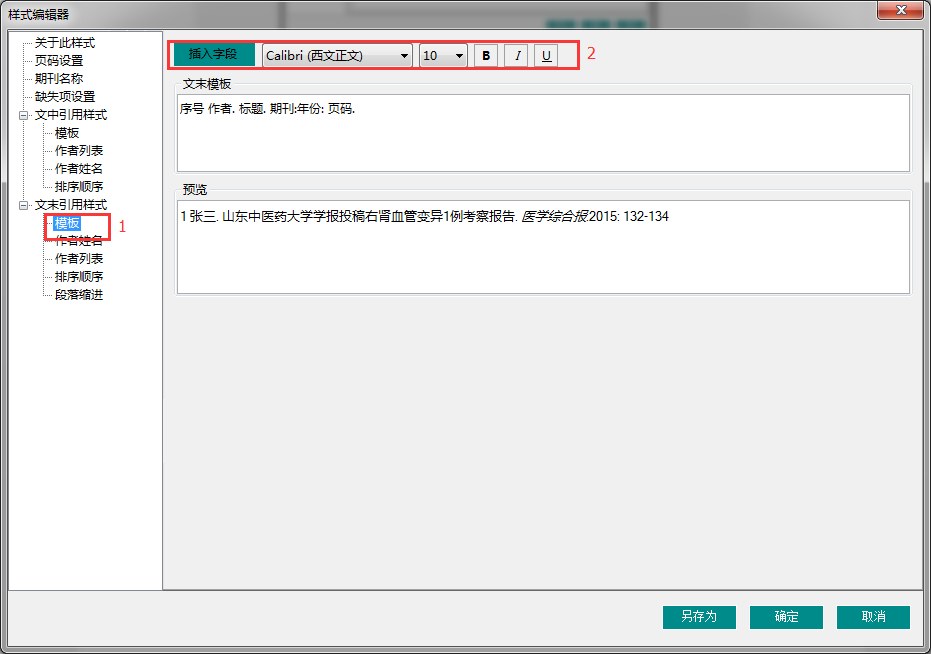 样式编辑器
关于此样式
页码设置
期刊名称
缺失项设置
文中引用样式
模板
作者列表
作者姓名
排序顺序
文末引用样式
模板
1
作者姓名
作者列表
排序顺序
段落缩进
插入字段 Calibri (西文正文) 10 B I U 2
文末模板
序号 作者. 标题. 期刊:年份: 页码.
预览
1 张三. 山东中医药大学学报投稿右肾血管变异1例考察报告. 医学综合报2015: 132-134
另存为 确定 取消